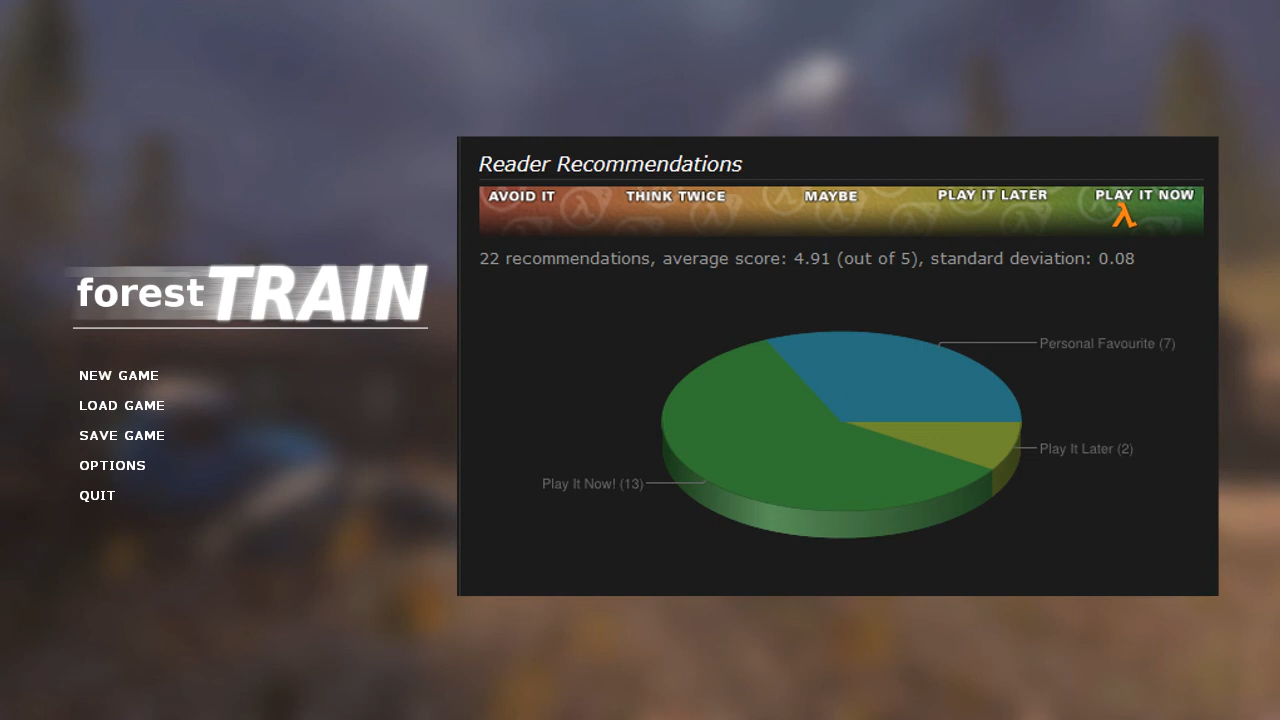 forest TRAIN
NEW GAME
LOAD GAME
SAVE GAME
OPTIONS
QUIT
Reader Recommendations
AVOID IT THINK TWICE MAYBE PLAY IT LATER PLAY IT NOW
22 recommendations, average score: 4.91 (out of 5), standard deviation: 0.08
Personal Favourite (7)
Play It Later (2)
Play It Now! (13)